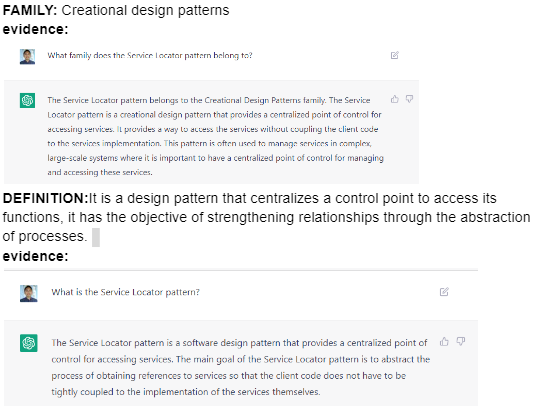 FAMILY: Creational design patterns
evidence:
What family does the Service Locator pattern belong to?
The Service Locator pattern belongs to the Creational Design Patterns family. The Service
Locator pattern is a creational design pattern that provides a centralized point of control for
accessing services. It provides a way to access the services without coupling the client code
to the services implementation. This pattern is often used to manage services in complex,
large-scale systems where it is important to have a centralized point of control for managing
and accessing these services.
DEFINITION:It is a design pattern that centralizes a control point to access its
functions, it has the objective of strengthening relationships through the abstraction
of processes.
evidence:
What is the Service Locator pattern?
The Service Locator pattern is a software design pattern that provides a centralized point of
control for accessing services. The main goal of the Service Locator pattern is to abstract the
process of obtaining references to services so that the client code does not have to be
tightly coupled to the implementation of the services themselves.